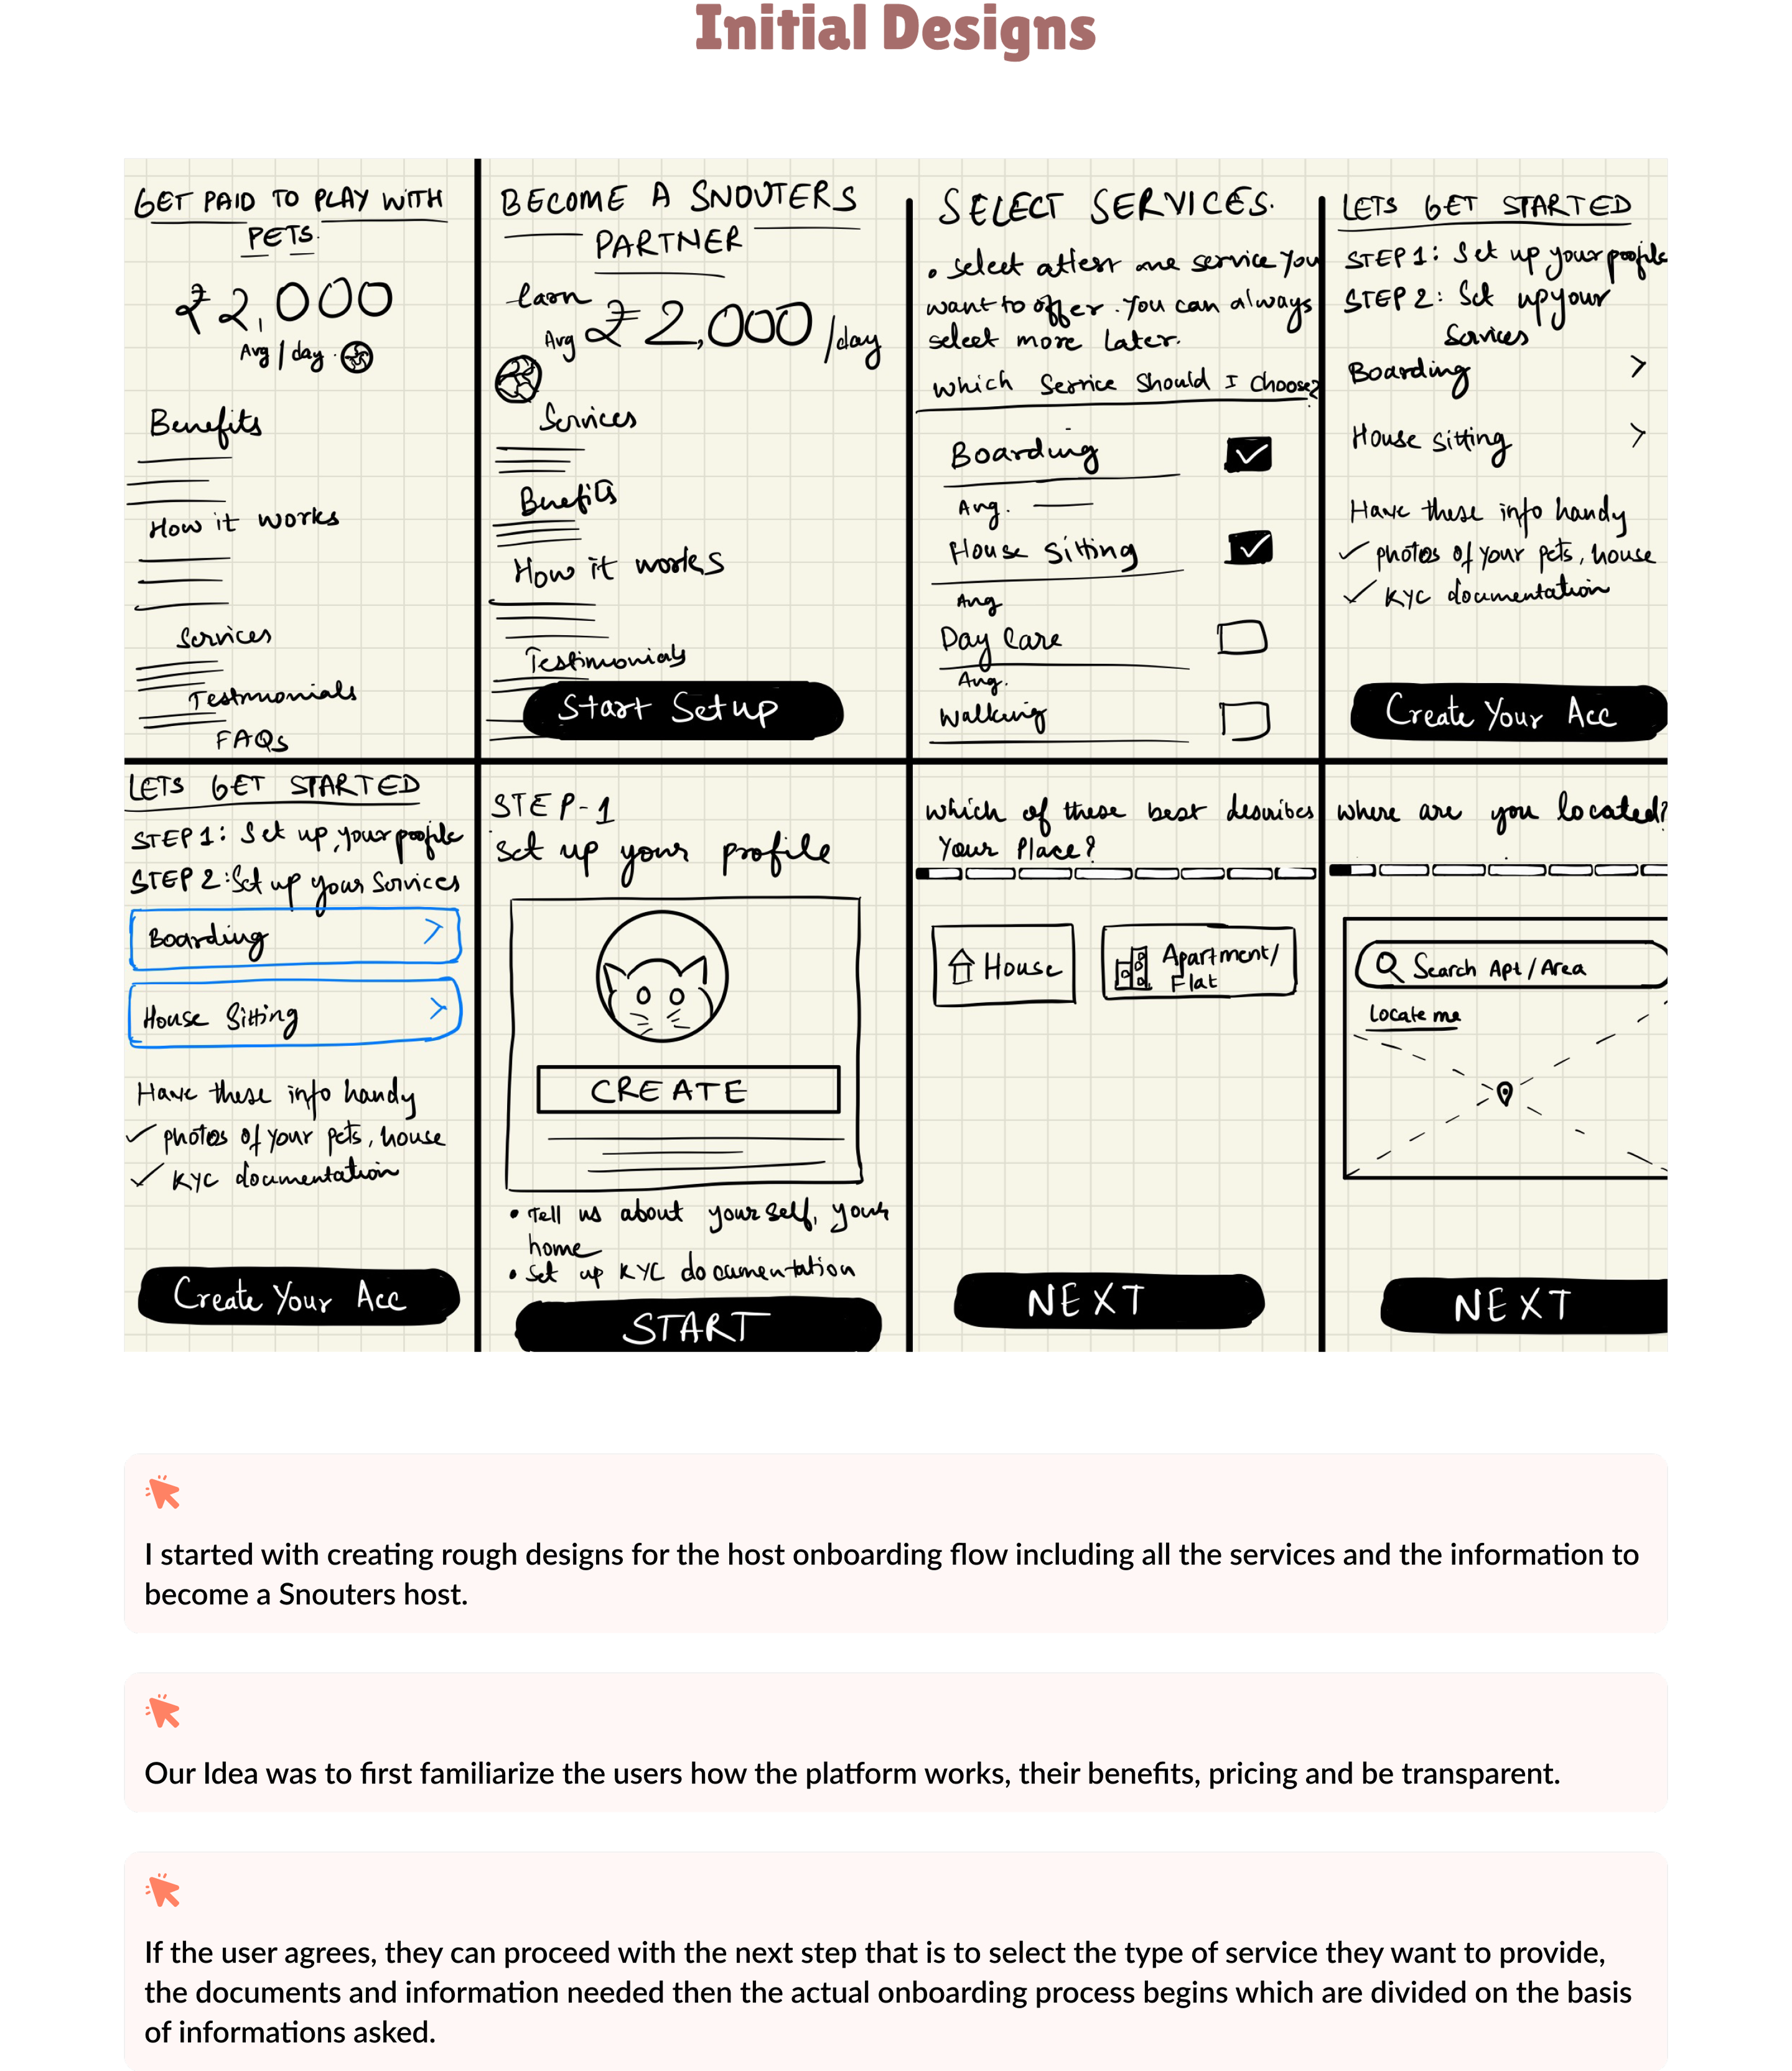 Initial Designs
GET PAID TO PLAY WITH
PETS.
₹2,000
Avg / day.
Benefits
How it works
Services
Testmonials
FAQs
BECOME A SNOUTERS
PARTNER
Earn
Avg ₹2,000 /day
Services
Benefits
How it works
Testimonials
Start Setup
SELECT SERVICES.
• Select atlest one service you
want to offer. You can always
select more later.
Which Service should I choose?
Boarding
Avg.
House Sitting
Avg
Day Care
Avg.
Walking
LETS GET STARTED
STEP 1: Set up your profile
STEP 2: Set up your
Services
Boarding >
House sitting >
Have these info handy
✓ photos of your pets, house
✓ KYC documentation
Create Your Acc
LETS GET STARTED
STEP 1: Set up your profile
STEP 2: Set up your Services
Boarding >
House Sitting >
Have these info handy
✓ photos of your pets, house
✓ KYC documentation
Create Your Acc
STEP-1
Set up your profile
CREATE
• Tell us about yourself, your
home
• Set up KYC documentation
START
Which of these best desoribes
Your Place?
House
Apartment/
Flat
NEXT
Where are you located?
Search Apt/Area
Locate me
NEXT
I started with creating rough designs for the host onboarding flow including all the services and the information to
become a Snouters host.
Our Idea was to first familiarize the users how the platform works, their benefits, pricing and be transparent.
If the user agrees, they can proceed with the next step that is to select the type of service they want to provide,
the documents and information needed then the actual onboarding process begins which are divided on the basis
of informations asked.